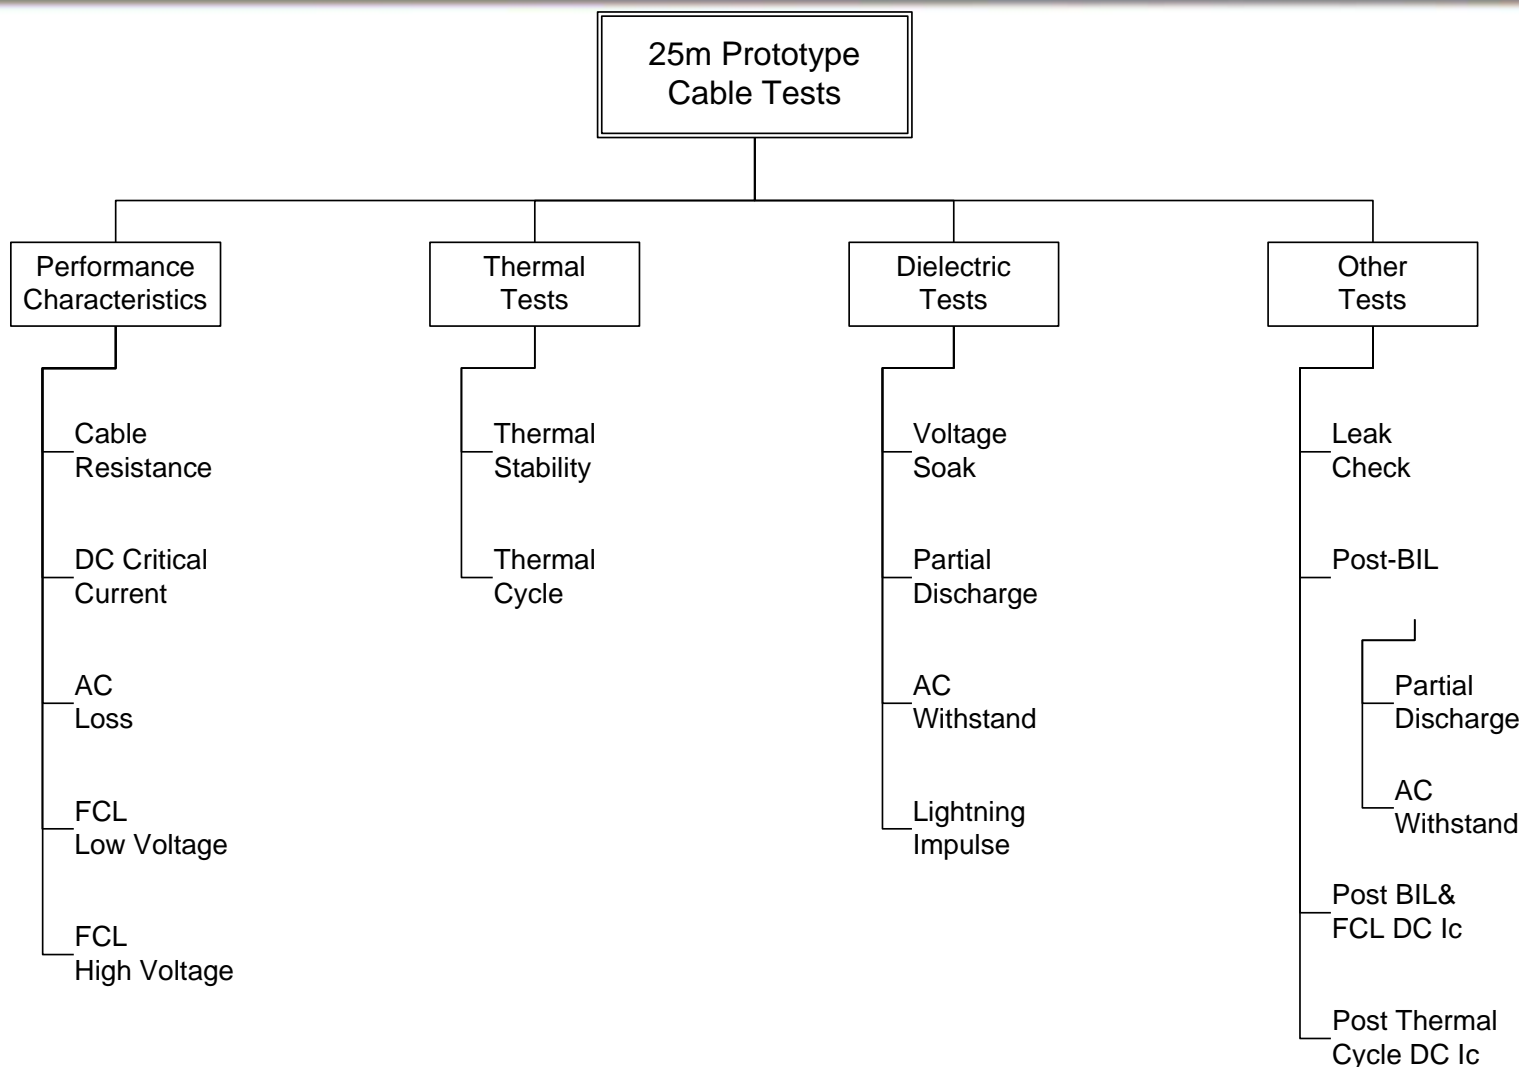 25m Prototype
Cable Tests
Performance
Characteristics
Cable
Resistance
DC Critical
Current
AC
Loss
FCL
Low Voltage
FCL
High Voltage
Thermal
Tests
Thermal
Stability
Thermal
Cycle
Dielectric
Tests
Voltage
Soak
Partial
Discharge
AC
Withstand
Lightning
Impulse
Other
Tests
Leak
Check
Post-BIL
Partial
Discharge
AC
Withstand
Post BIL&
FCL DC Ic
Post Thermal
Cycle DC Ic